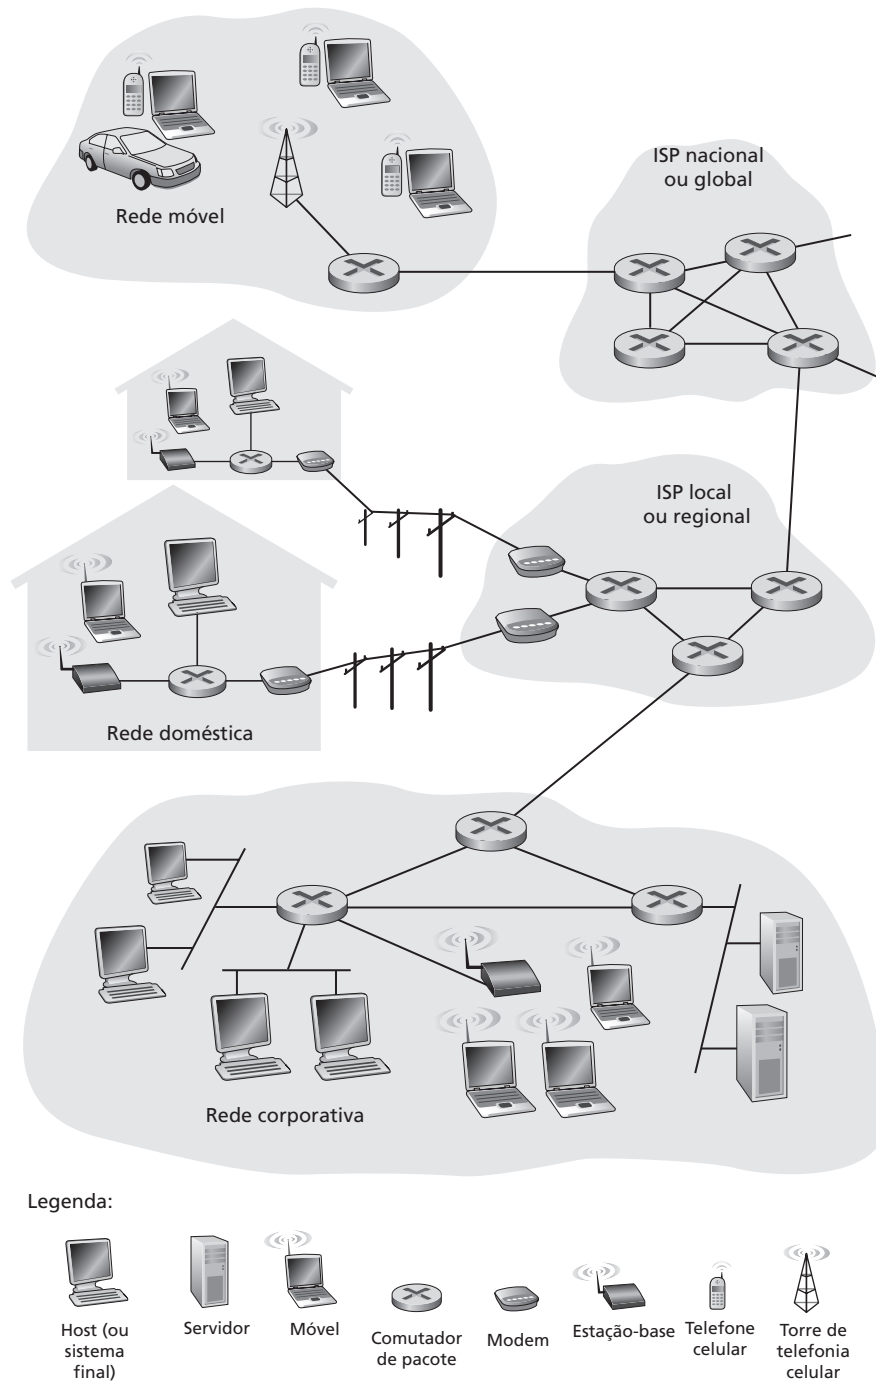 ISP nacional
ou global
Rede móvel
ISP local
ou regional
Rede doméstica
Rede corporativa
Legenda:
Host (ou
sistema
final)
Servidor
Móvel
Comutador
de pacote
Modem
Estação-base
Telefone
celular
Torre de
telefonia
celular